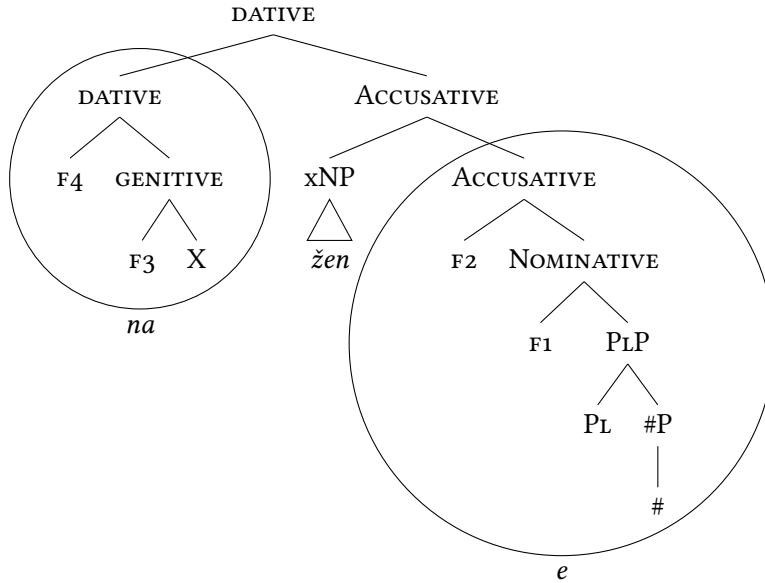 DATIVE
DATIVE ACCUSATIVE
F4 GENITIVE xNP ACCUSATIVE
F3 X žen F2 NOMINATIVE
na F1 PLP
PL #P
#
e